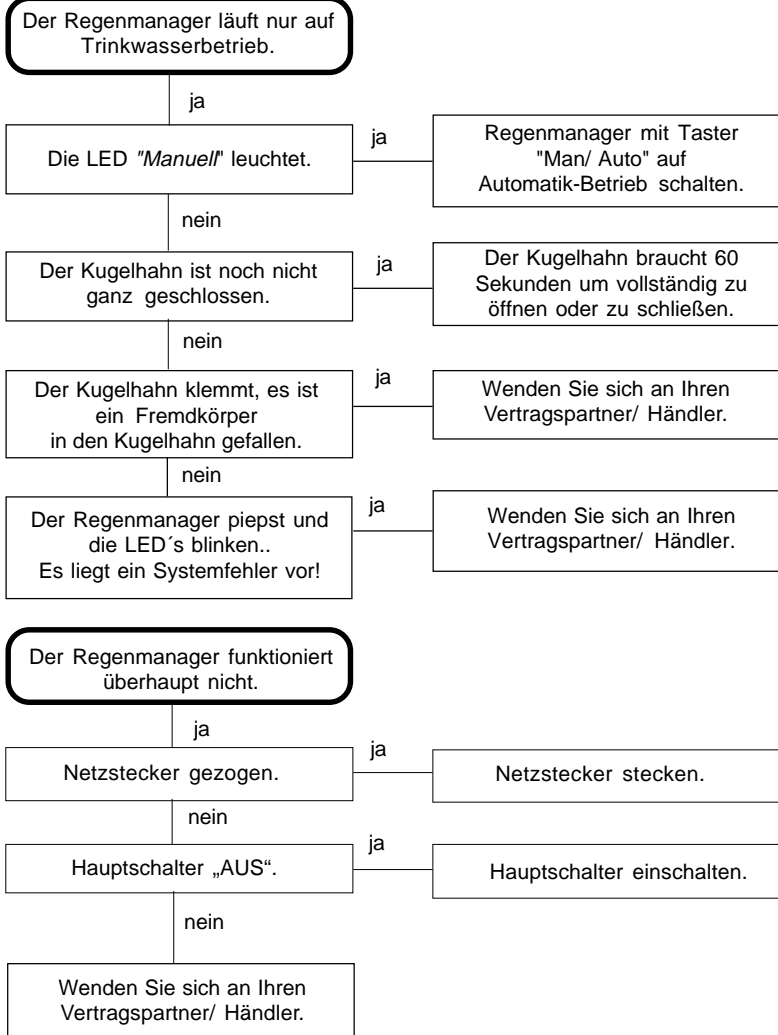 Der Regenmanager läuft nur auf
Trinkwasserbetrieb.
ja
Die LED "Manuell" leuchtet.
ja
Regenmanager mit Taster
"Man/ Auto" auf
Automatik-Betrieb schalten.
nein
Der Kugelhahn ist noch nicht
ganz geschlossen.
ja
Der Kugelhahn braucht 60
Sekunden um vollständig zu
öffnen oder zu schließen.
nein
Der Kugelhahn klemmt, es ist
ein Fremdkörper
in den Kugelhahn gefallen.
ja
Wenden Sie sich an Ihren
Vertragspartner/ Händler.
nein
Der Regenmanager piepst und
die LED´s blinken..
Es liegt ein Systemfehler vor!
ja
Wenden Sie sich an Ihren
Vertragspartner/ Händler.
Der Regenmanager funktioniert
überhaupt nicht.
ja
Netzstecker gezogen.
ja
Netzstecker stecken.
nein
Hauptschalter „AUS“.
ja
Hauptschalter einschalten.
nein
Wenden Sie sich an Ihren
Vertragspartner/ Händler.